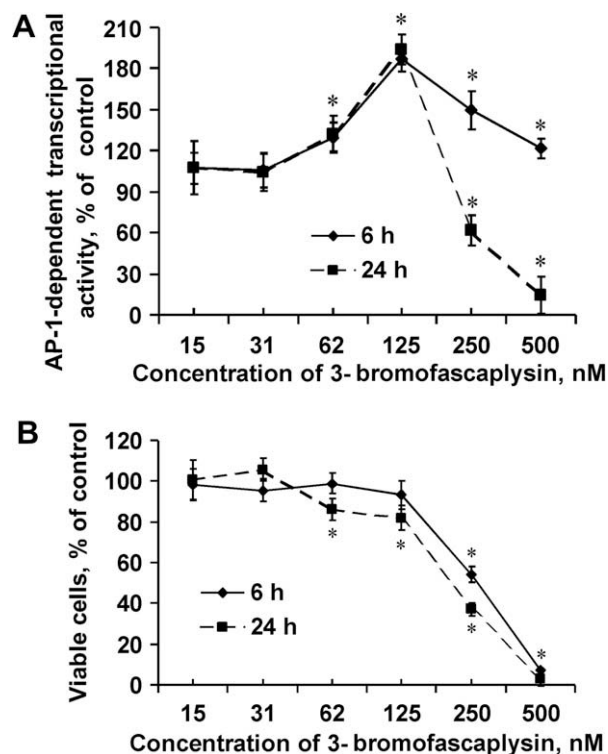 A
AP-1-dependent transcriptional
activity, % of control
210
180
150
120
90
60
30
0
* * * * * *
6 h
24 h
15 31 62 125 250 500
Concentration of 3- bromofascaplysin, nM
B
Viable cells, % of control
120
100
80
60
40
20
0
* * * * *
6 h
24 h
15 31 62 125 250 500
Concentration of 3- bromofascaplysin, nM